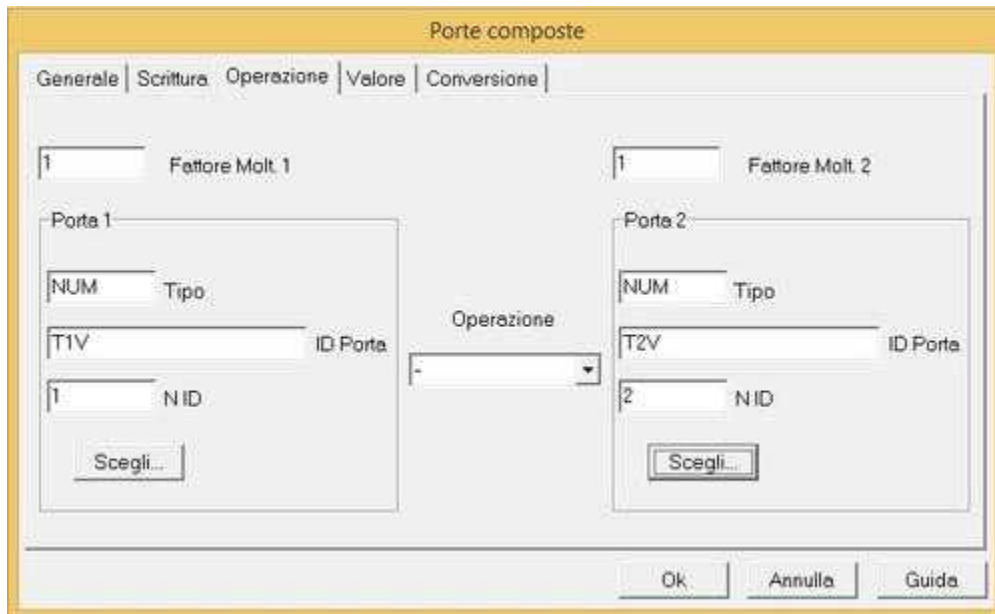 Porte composte
Generale Scrittura Operazione Valore Conversione
1 Fattore Molt. 1
1 Fattore Molt. 2
Porta 1
NUM Tipo
T1V ID Porta
1 N ID
Scegli...
Operazione
-
Porta 2
NUM Tipo
T2V ID Porta
2 N ID
Scegli...
Ok Annulla Guida